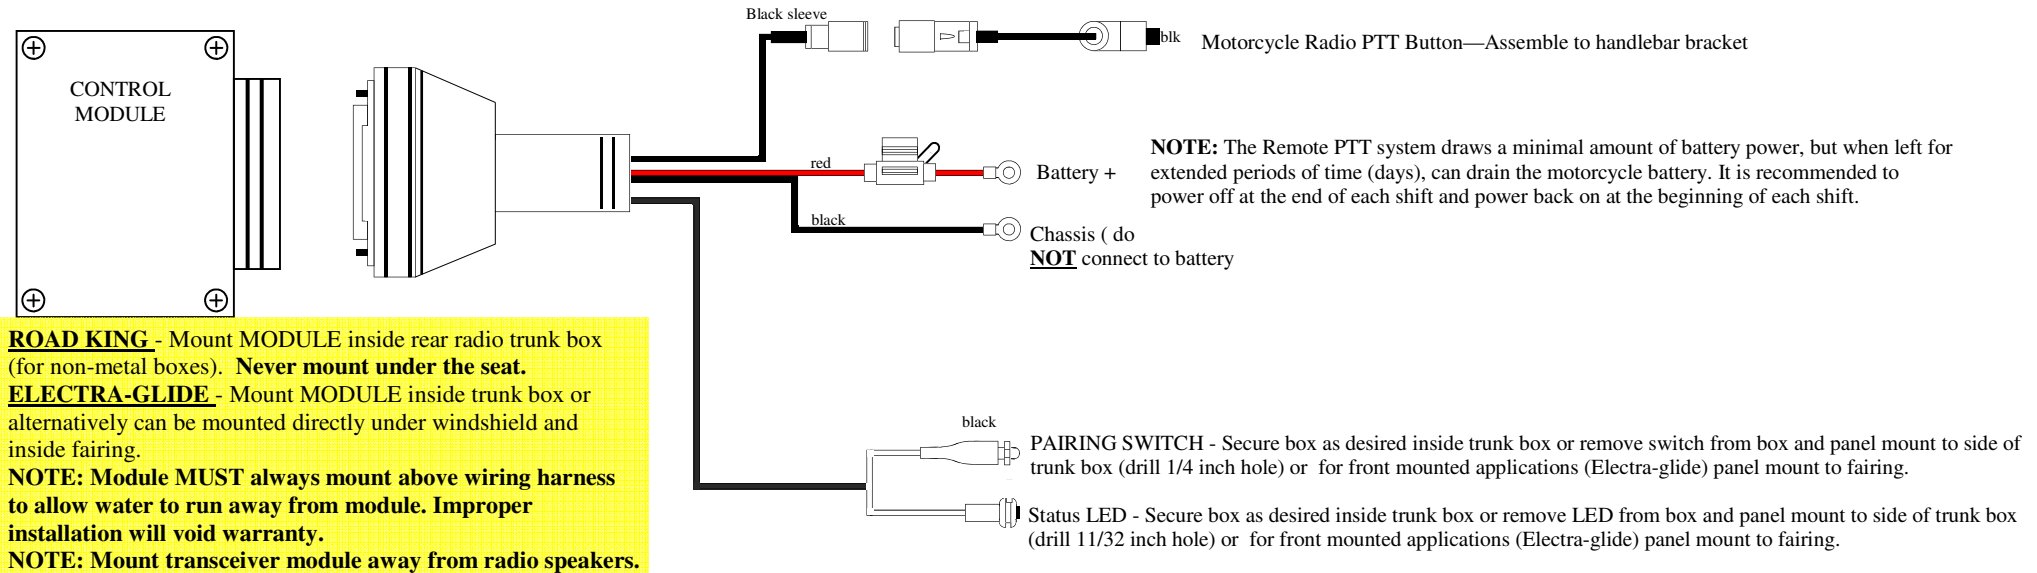 Black sleeve
blk
Motorcycle Radio PTT Button—Assemble to handlebar bracket
CONTROL
MODULE
NOTE: The Remote PTT system draws a minimal amount of battery power, but when left for
extended periods of time (days), can drain the motorcycle battery. It is recommended to
power off at the end of each shift and power back on at the beginning of each shift.
red
Battery +
black
Chassis ( do
NOT connect to battery
ROAD KING - Mount MODULE inside rear radio trunk box
(for non-metal boxes). Never mount under the seat.
ELECTRA-GLIDE - Mount MODULE inside trunk box or
alternatively can be mounted directly under windshield and
inside fairing.
NOTE: Module MUST always mount above wiring harness
to allow water to run away from module. Improper
installation will void warranty.
NOTE: Mount transceiver module away from radio speakers.
black
PAIRING SWITCH - Secure box as desired inside trunk box or remove switch from box and panel mount to side of
trunk box (drill 1/4 inch hole) or for front mounted applications (Electra-glide) panel mount to fairing.
Status LED - Secure box as desired inside trunk box or remove LED from box and panel mount to side of trunk box
(drill 11/32 inch hole) or for front mounted applications (Electra-glide) panel mount to fairing.